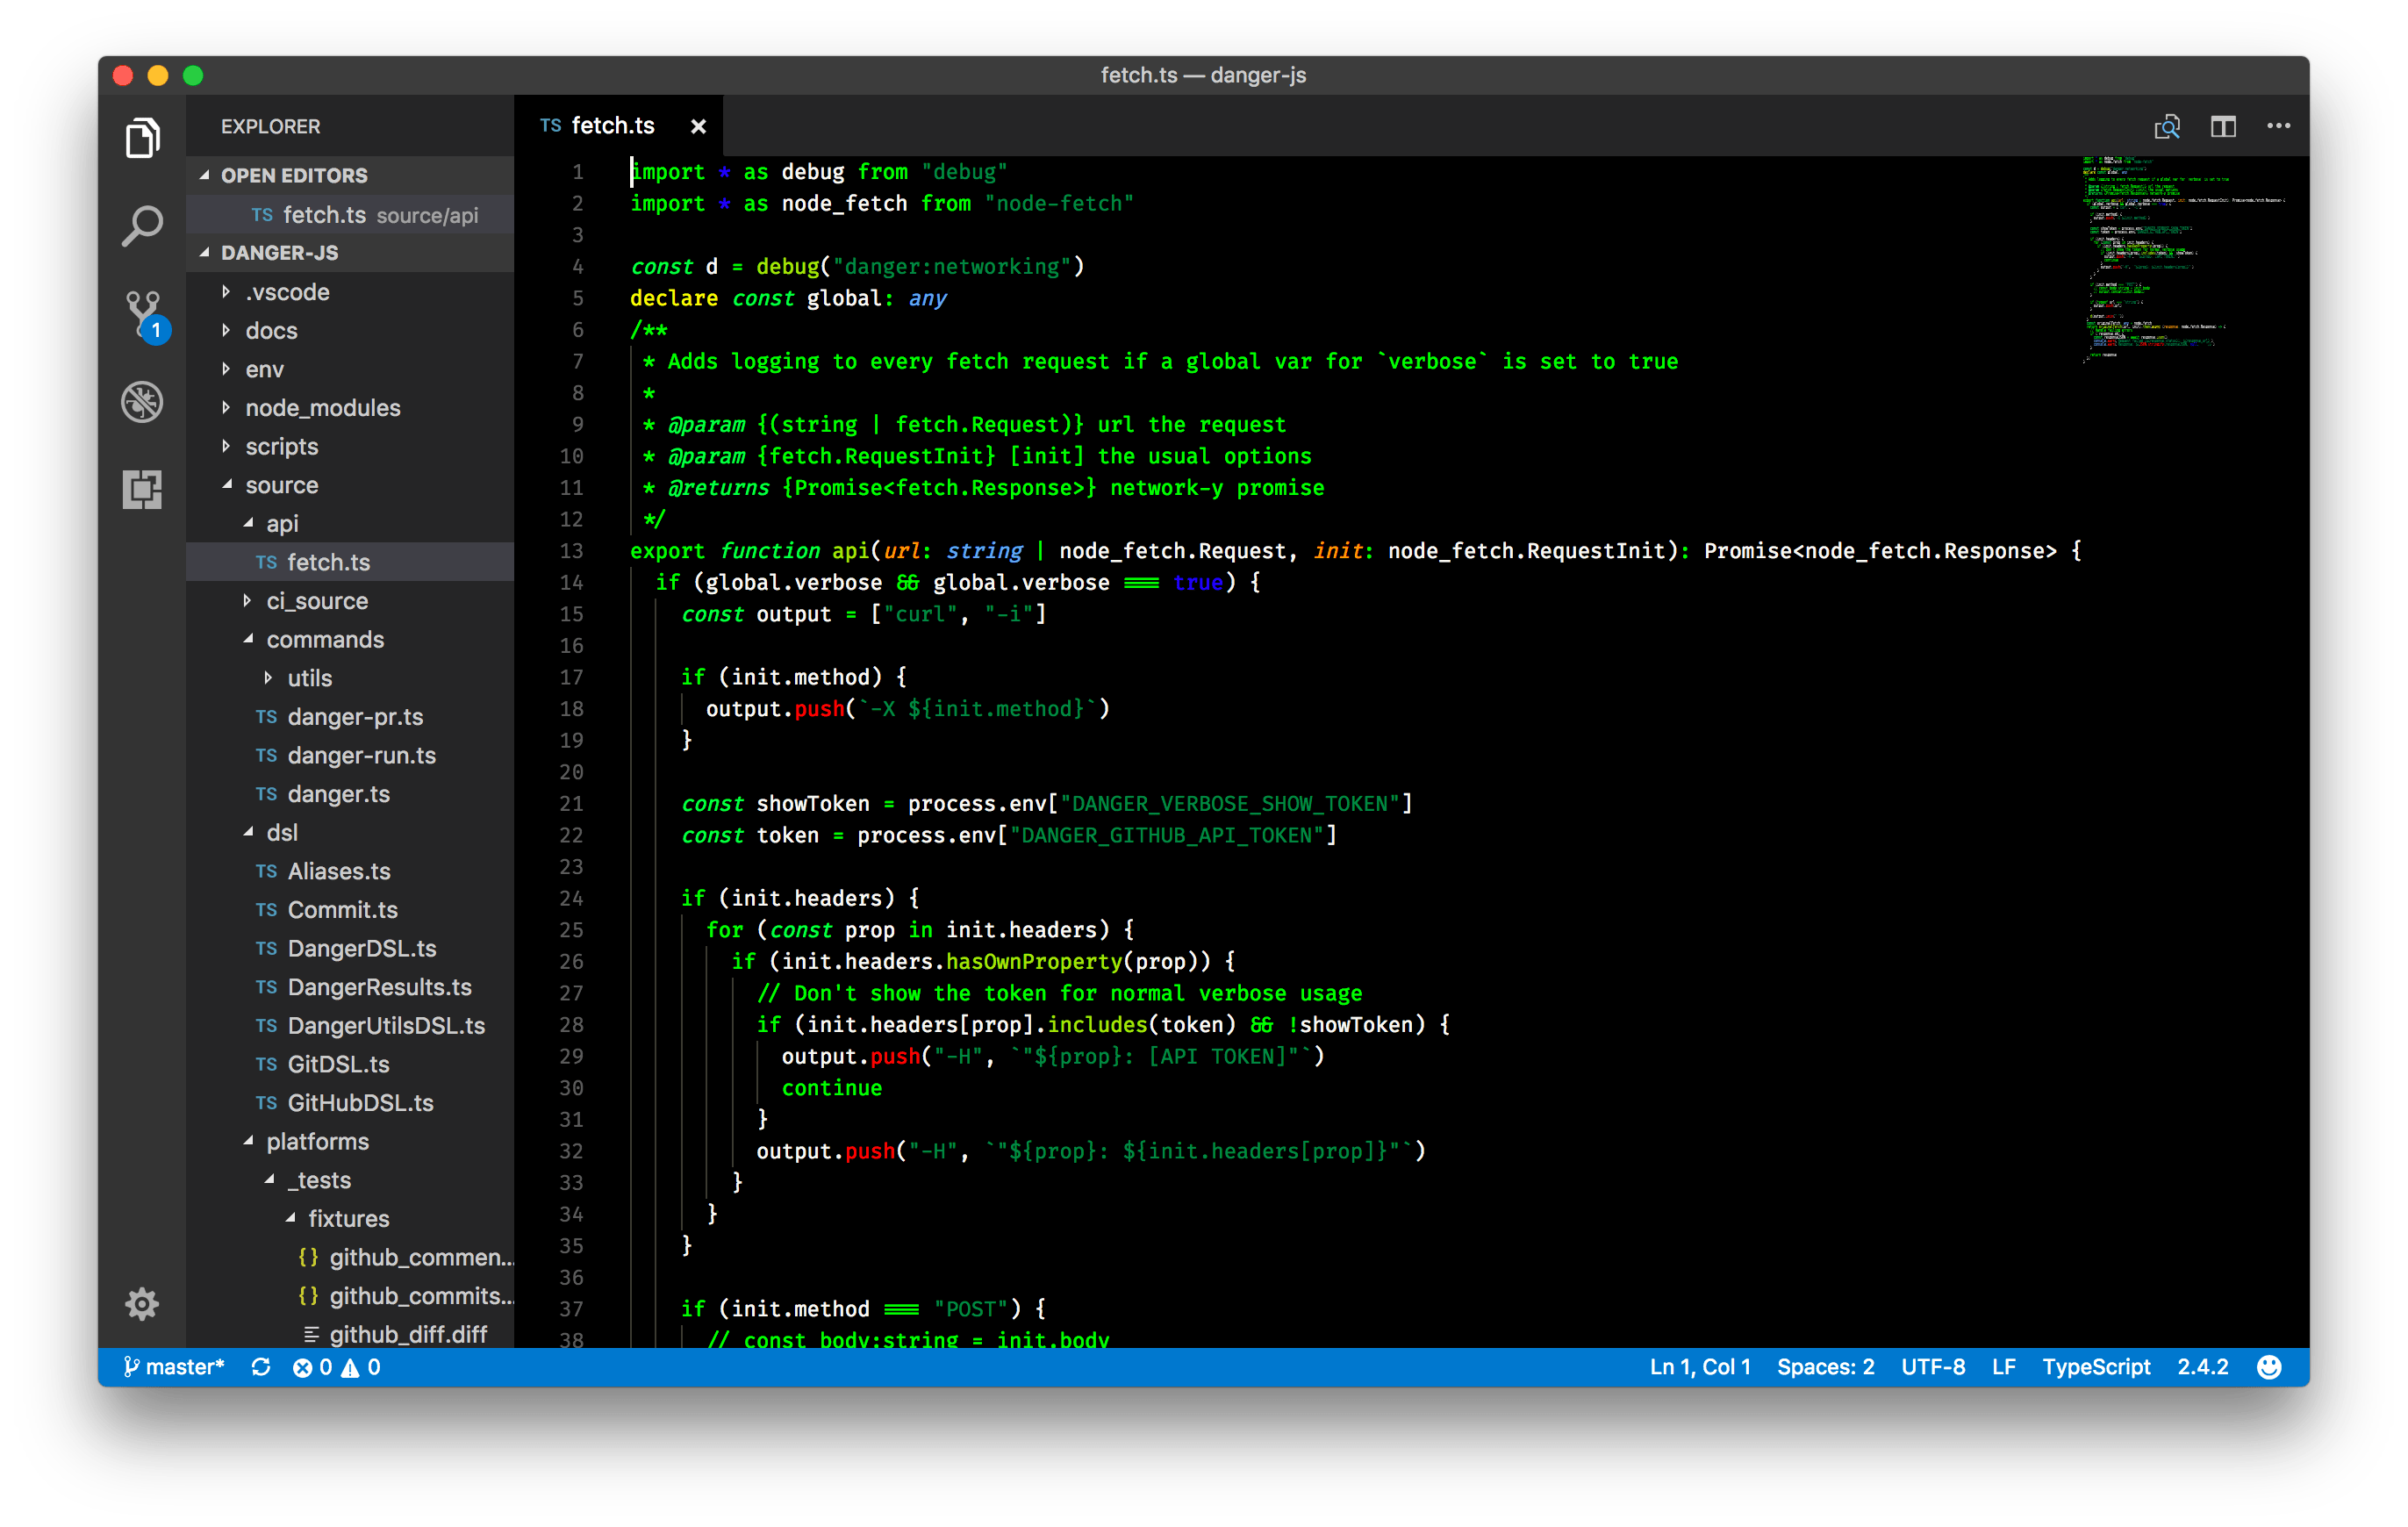 fetch.ts — danger-js
EXPLORER
OPEN EDITORS
TS fetch.ts source/api
DANGER-JS
.vscode
docs
env
node_modules
scripts
source
api
TS fetch.ts
ci_source
commands
utils
TS danger-pr.ts
TS danger-run.ts
TS danger.ts
dsl
TS Aliases.ts
TS Commit.ts
TS DangerDSL.ts
TS DangerResults.ts
TS DangerUtilsDSL.ts
TS GitDSL.ts
TS GitHubDSL.ts
platforms
_tests
fixtures
{} github_commen...
{} github_commits...
github_diff.diff
1
TS fetch.ts ×
1 import * as debug from "debug"
2 import * as node_fetch from "node-fetch"
3
4 const d = debug("danger:networking")
5 declare const global: any
6 /**
7 * Adds logging to every fetch request if a global var for `verbose` is set to true
8 *
9 * @param {(string | fetch.Request)} url the request
10 * @param {fetch.RequestInit} [init] the usual options
11 * @returns {Promise<fetch.Response>} network-y promise
12 */
13 export function api(url: string | node_fetch.Request, init: node_fetch.RequestInit): Promise<node_fetch.Response> {
14 if (global.verbose && global.verbose === true) {
15 const output = ["curl", "-i"]
16
17 if (init.method) {
18 output.push(`-X ${init.method}`)
19 }
20
21 const showToken = process.env["DANGER_VERBOSE_SHOW_TOKEN"]
22 const token = process.env["DANGER_GITHUB_API_TOKEN"]
23
24 if (init.headers) {
25 for (const prop in init.headers) {
26 if (init.headers.hasOwnProperty(prop)) {
27 // Don't show the token for normal verbose usage
28 if (init.headers[prop].includes(token) && !showToken) {
29 output.push("-H", `"${prop}: [API TOKEN]"`)
30 continue
31 }
32 output.push("-H", `"${prop}: ${init.headers[prop]}"`)
33 }
34 }
35 }
36
37 if (init.method === "POST") {
38 // const body:string = init.body
master* 0 0
Ln 1, Col 1 Spaces: 2 UTF-8 LF TypeScript 2.4.2